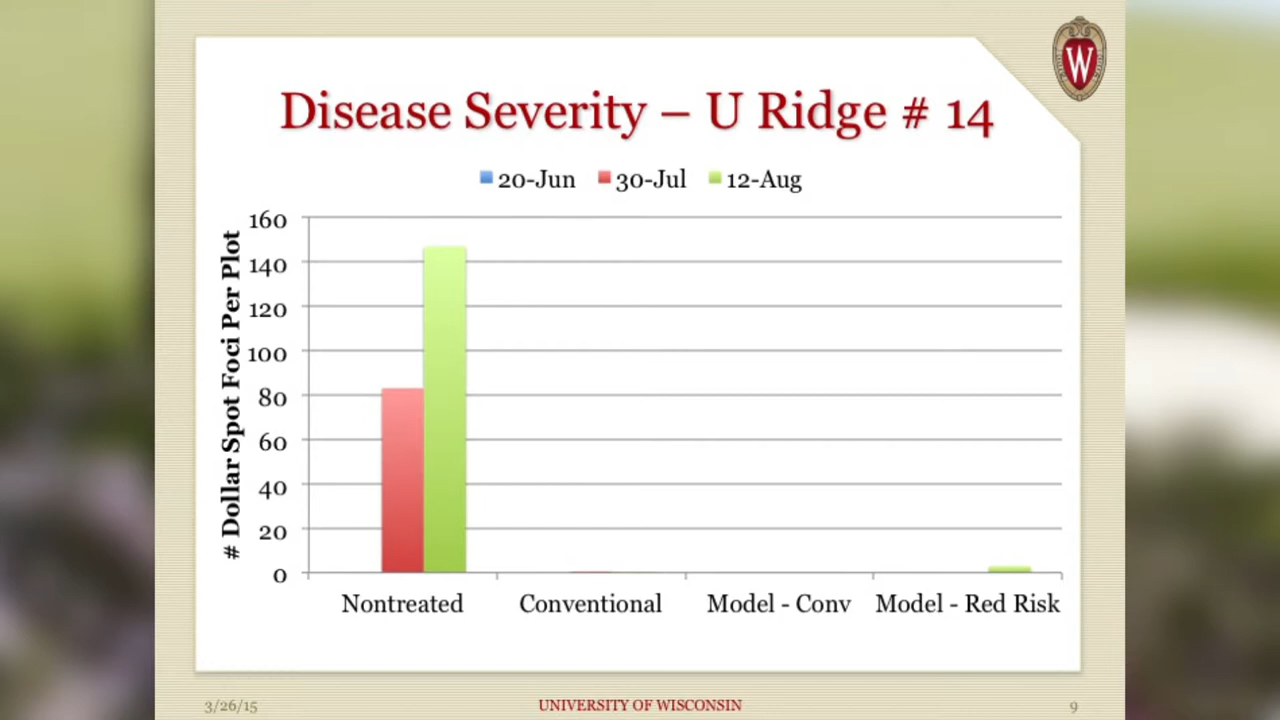 W
Disease Severity – U Ridge # 14
20-Jun 30-Jul 12-Aug
# Dollar Spot Foci Per Plot
160
140
120
100
80
60
40
20
0
Nontreated Conventional Model - Conv Model - Red Risk
3/26/15 UNIVERSITY OF WISCONSIN 9